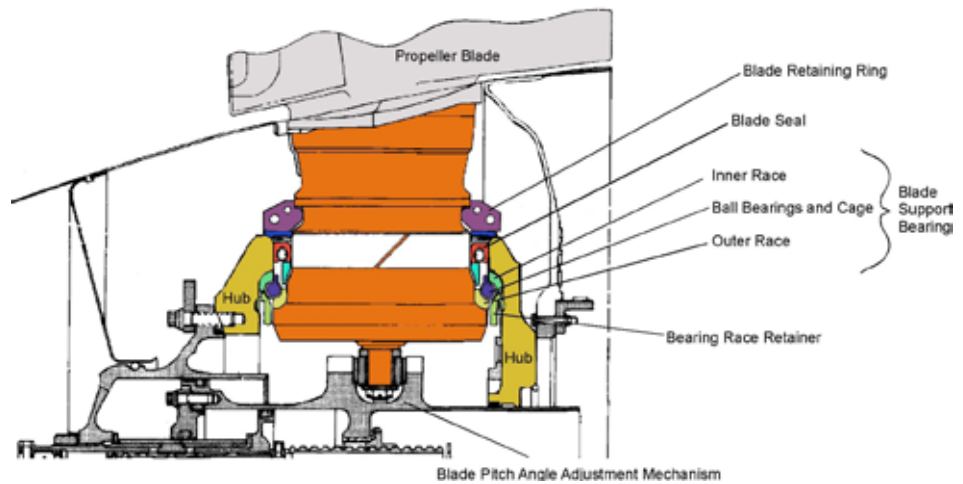 Propeller Blade
Blade Retaining Ring
Blade Seal
Inner Race
Ball Bearings and Cage
Outer Race
Blade
Support
Bearing
Hub
Hub
Bearing Race Retainer
Blade Pitch Angle Adjustment Mechanism